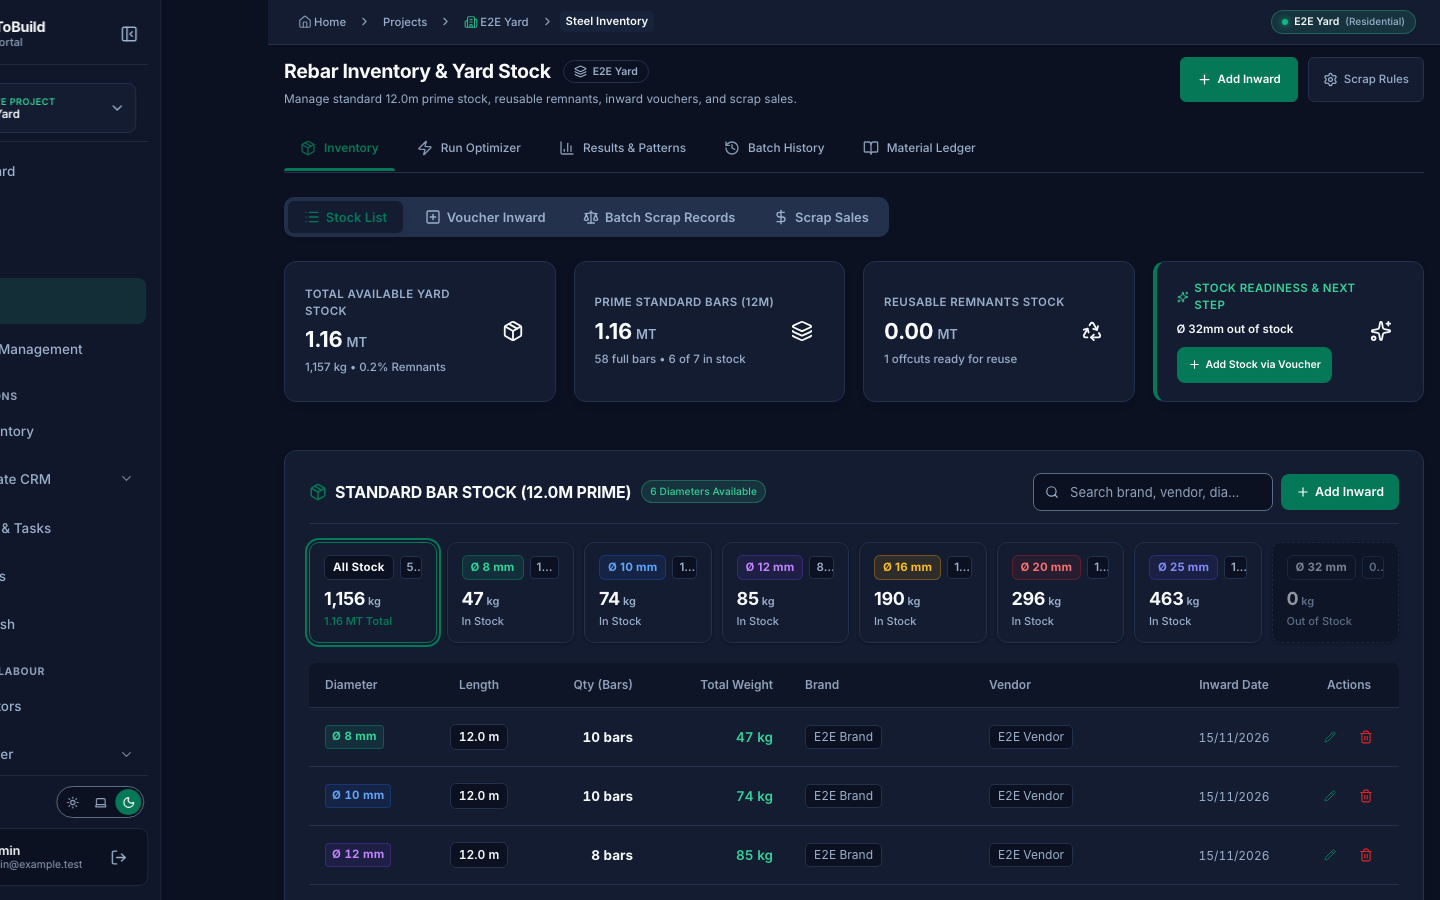 ToBuild
ortal
E PROJECT
Yard
rd
Management
ONS
ntory
ate CRM
& Tasks
s
sh
LABOUR
tors
er
min
in@example.test
Home
Projects
E2E Yard
Steel Inventory
E2E Yard (Residential)
Rebar Inventory & Yard Stock
E2E Yard
Manage standard 12.0m prime stock, reusable remnants, inward vouchers, and scrap sales.
Add Inward
Scrap Rules
Inventory
Run Optimizer
Results & Patterns
Batch History
Material Ledger
Stock List
Voucher Inward
Batch Scrap Records
Scrap Sales
TOTAL AVAILABLE YARD
STOCK
1.16 MT
1,157 kg • 0.2% Remnants
PRIME STANDARD BARS (12M)
1.16 MT
58 full bars • 6 of 7 in stock
REUSABLE REMNANTS STOCK
0.00 MT
1 offcuts ready for reuse
STOCK READINESS & NEXT
STEP
Ø 32mm out of stock
Add Stock via Voucher
STANDARD BAR STOCK (12.0M PRIME)
6 Diameters Available
Search brand, vendor, dia...
Add Inward
All Stock 5..
1,156 kg
1.16 MT Total
Ø 8 mm 1...
47 kg
In Stock
Ø 10 mm 1...
74 kg
In Stock
Ø 12 mm 8...
85 kg
In Stock
Ø 16 mm 1...
190 kg
In Stock
Ø 20 mm 1...
296 kg
In Stock
Ø 25 mm 1...
463 kg
In Stock
Ø 32 mm 0..
0 kg
Out of Stock
Diameter Length Qty (Bars) Total Weight Brand Vendor Inward Date Actions
Ø 8 mm 12.0 m 10 bars 47 kg E2E Brand E2E Vendor 15/11/2026
Ø 10 mm 12.0 m 10 bars 74 kg E2E Brand E2E Vendor 15/11/2026
Ø 12 mm 12.0 m 8 bars 85 kg E2E Brand E2E Vendor 15/11/2026